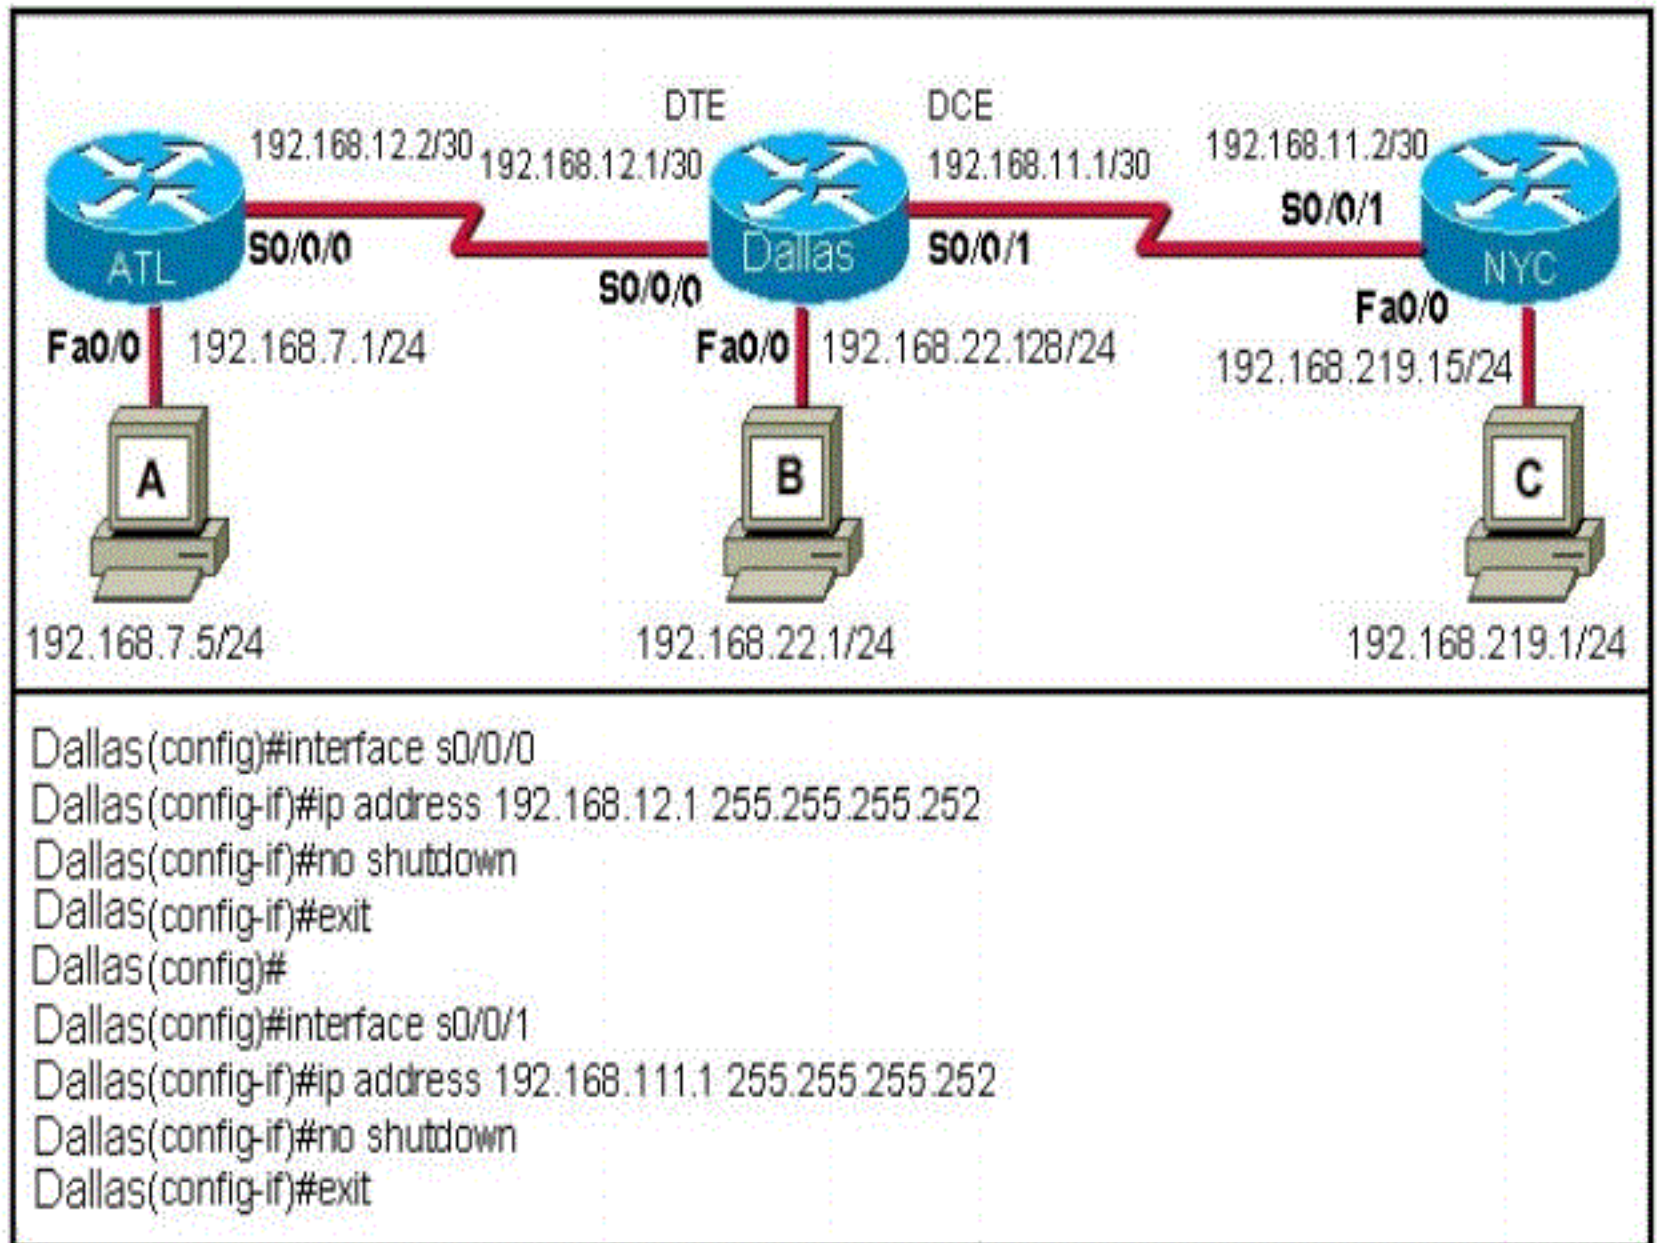 DTE DCE
192.168.12.2/30 192.168.12.1/30 192.168.11.1/30 192.168.11.2/30
S0/0/1
ATL S0/0/0 Dallas S0/0/1 NYC
S0/0/0
Fa0/0
Fa0/0 192.168.7.1/24 Fa0/0 192.168.22.128/24 192.168.219.15/24
A B C
192.168.7.5/24 192.168.22.1/24 192.168.219.1/24
Dallas(config)#interface s0/0/0
Dallas(config-if)#ip address 192.168.12.1 255.255.255.252
Dallas(config-if)#no shutdown
Dallas(config-if)#exit
Dallas(config)#
Dallas(config)#interface s0/0/1
Dallas(config-if)#ip address 192.168.111.1 255.255.255.252
Dallas(config-if)#no shutdown
Dallas(config-if)#exit